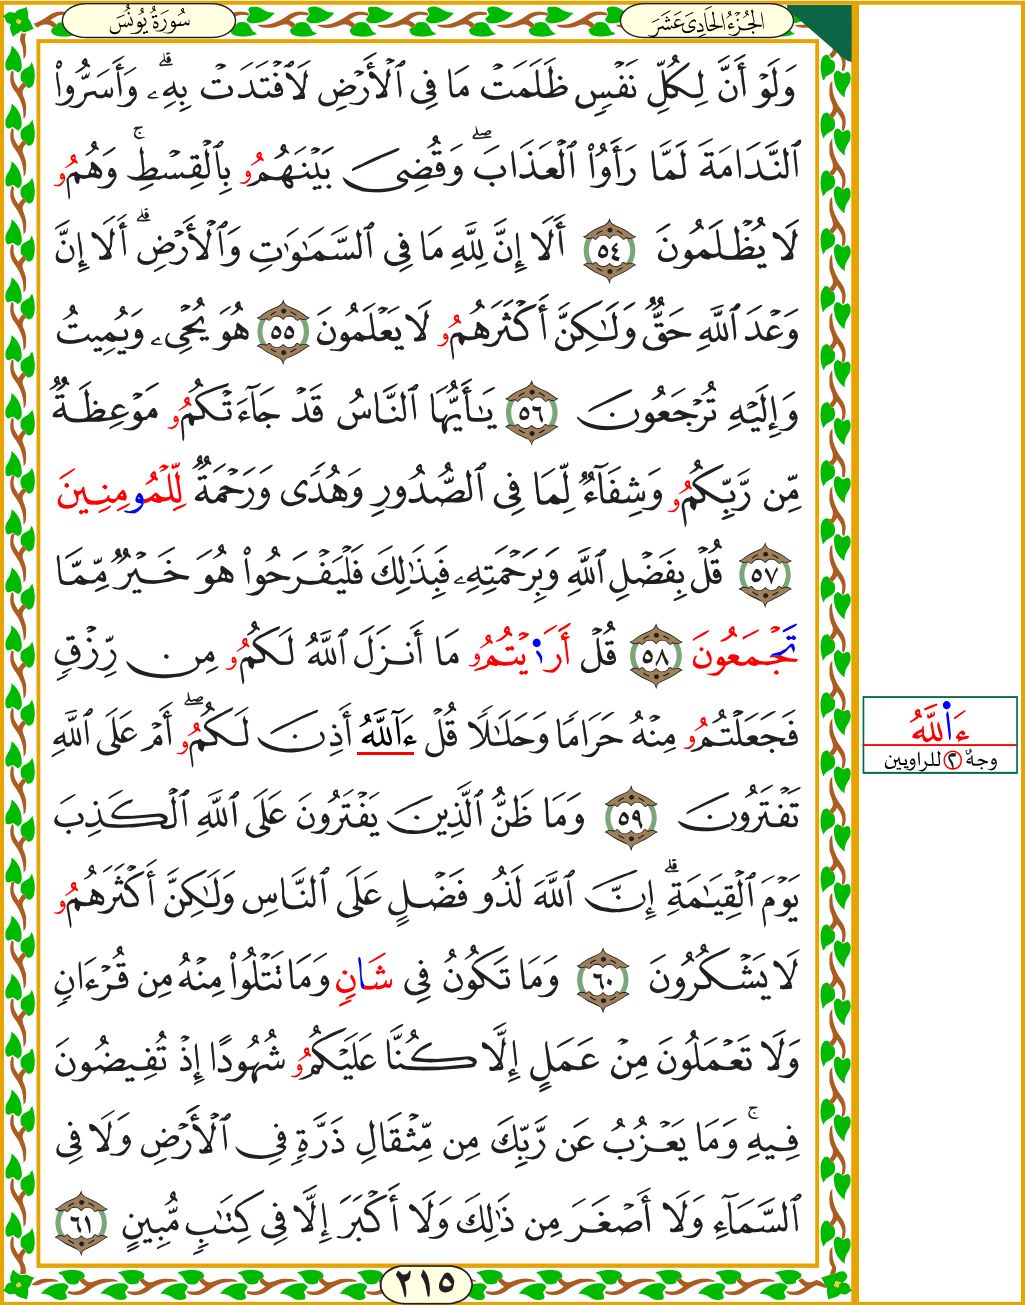 الجُزْءُ الحَادِى عَشَرَ
سُورَةُ يُونُسَ
وَلَوْ أَنَّ لِكُلِّ نَفْسٍ ظَلَمَتْ مَا فِى ٱلْأَرْضِ لَٱفْتَدَتْ بِهِۦۗ وَأَسَرُّوا۟
ٱلنَّدَامَةَ لَمَّا رَأَوُا۟ ٱلْعَذَابَۖ وَقُضِىَ بَيْنَهُمُۥ بِٱلْقِسْطِۚ وَهُمُۥ
لَا يُظْلَمُونَ ٥٤ أَلَا إِنَّ لِلَّهِ مَا فِى ٱلسَّمَـٰوَٰتِ وَٱلْأَرْضِۗ أَلَا إِنَّ
وَعْدَ ٱللَّهِ حَقٌّ وَلَـٰكِنَّ أَكْثَرَهُمُۥ لَا يَعْلَمُونَ ٥٥ هُوَ يُحْىِۦ وَيُمِيتُ
وَإِلَيْهِ تُرْجَعُونَ ٥٦ يَـٰأَيُّهَا ٱلنَّاسُ قَدْ جَآءَتْكُمُۥ مَوْعِظَةٌ
مِّن رَّبِّكُمُۥ وَشِفَآءٌ لِّمَا فِى ٱلصُّدُورِ وَهُدًى وَرَحْمَةٌ لِّلْمُومِنِينَ
٥٧ قُلْ بِفَضْلِ ٱللَّهِ وَبِرَحْمَتِهِۦ فَبِذَٰلِكَ فَلْيَفْرَحُوا۟ هُوَ خَيْرٌ مِّمَّا
تَجْمَعُونَ ٥٨ قُلْ أَرَا۬يْتُمُۥ مَا أَنزَلَ ٱللَّهُ لَكُمُۥ مِن رِّزْقٍ
فَجَعَلْتُمُۥ مِنْهُ حَرَامًا وَحَلَـٰلًا قُلْ ءَآللَّهُ أَذِنَ لَكُمُۥۖ أَمْ عَلَى ٱللَّهِ
تَفْتَرُونَ ٥٩ وَمَا ظَنُّ ٱلَّذِينَ يَفْتَرُونَ عَلَى ٱللَّهِ ٱلْكَذِبَ
يَوْمَ ٱلْقِيَـٰمَةِۗ إِنَّ ٱللَّهَ لَذُو فَضْلٍ عَلَى ٱلنَّاسِ وَلَـٰكِنَّ أَكْثَرَهُمُۥ
لَا يَشْكُرُونَ ٦٠ وَمَا تَكُونُ فِى شَانٍ وَمَا تَتْلُوا۟ مِنْهُ مِن قُرْءَانٍ
وَلَا تَعْمَلُونَ مِنْ عَمَلٍ إِلَّا كُنَّا عَلَيْكُمُۥ شُهُودًا إِذْ تُفِيضُونَ
فِيهِۚ وَمَا يَعْزُبُ عَن رَّبِّكَ مِن مِّثْقَالِ ذَرَّةٍ فِى ٱلْأَرْضِ وَلَا فِى
ٱلسَّمَآءِ وَلَا أَصْغَرَ مِن ذَٰلِكَ وَلَا أَكْبَرَ إِلَّا فِى كِتَـٰبٍ مُّبِينٍ ٦١
٢١٥
ءَا۬للَّهُ
وجهٌ ٢ للراويين